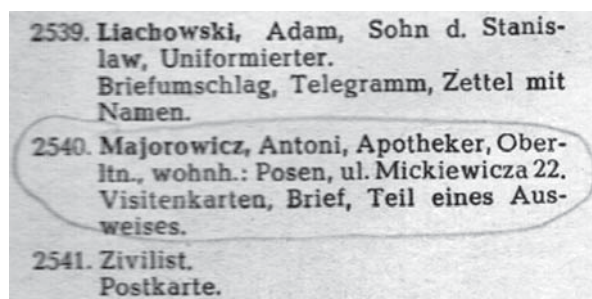 2539. Liachowski, Adam, Sohn d. Stanis-
law, Uniformierter.
Briefumschlag, Telegramm, Zettel mit
Namen.
2540. Majorowicz, Antoni, Apotheker, Ober-
ltn., wohnh.: Posen, ul. Mickiewicza 22.
Visitenkarten, Brief, Teil eines Aus-
weises.
2541. Zivilist.
Postkarte.